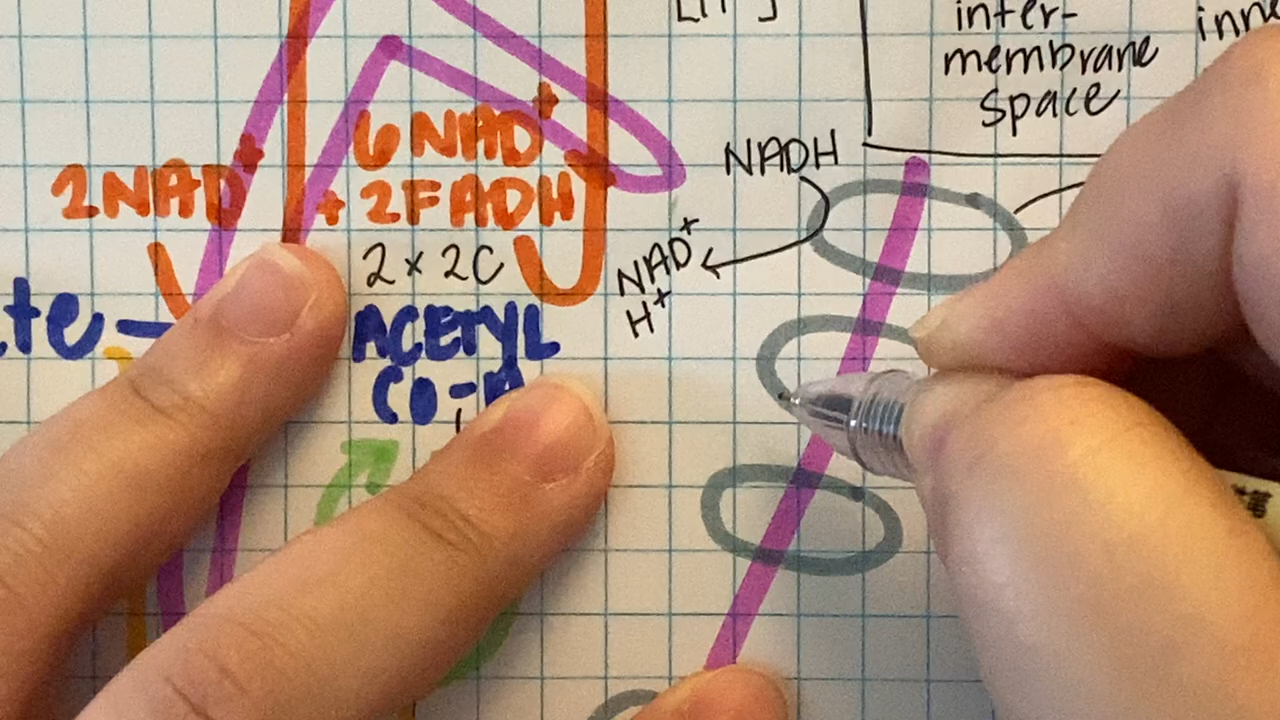 [H+]
inter-
membrane
space
NADH
NAD+
H+
6NAD+
+ 2FADH
2NAD+
2 × 2C
ACETYL
CO-A